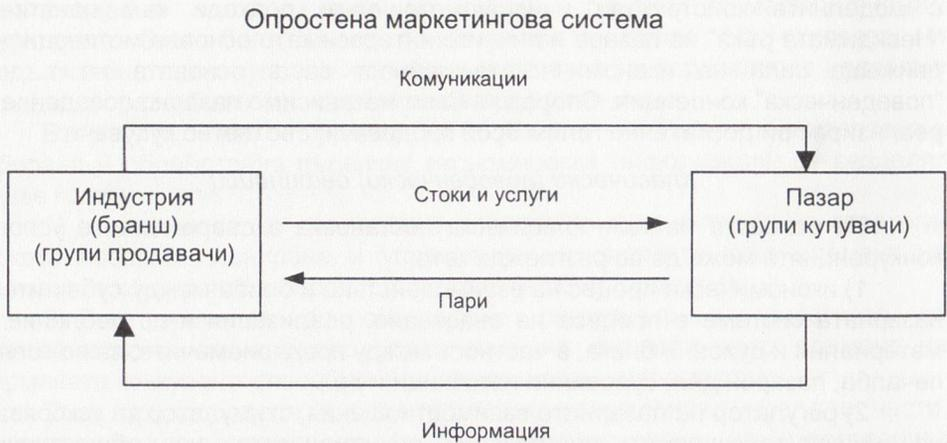 Опростена маркетингова система
Комуникации
Индустрия
(бранш)
(групи продавачи)
Стоки и услуги
Пари
Пазар
(групи купувачи)
Информация